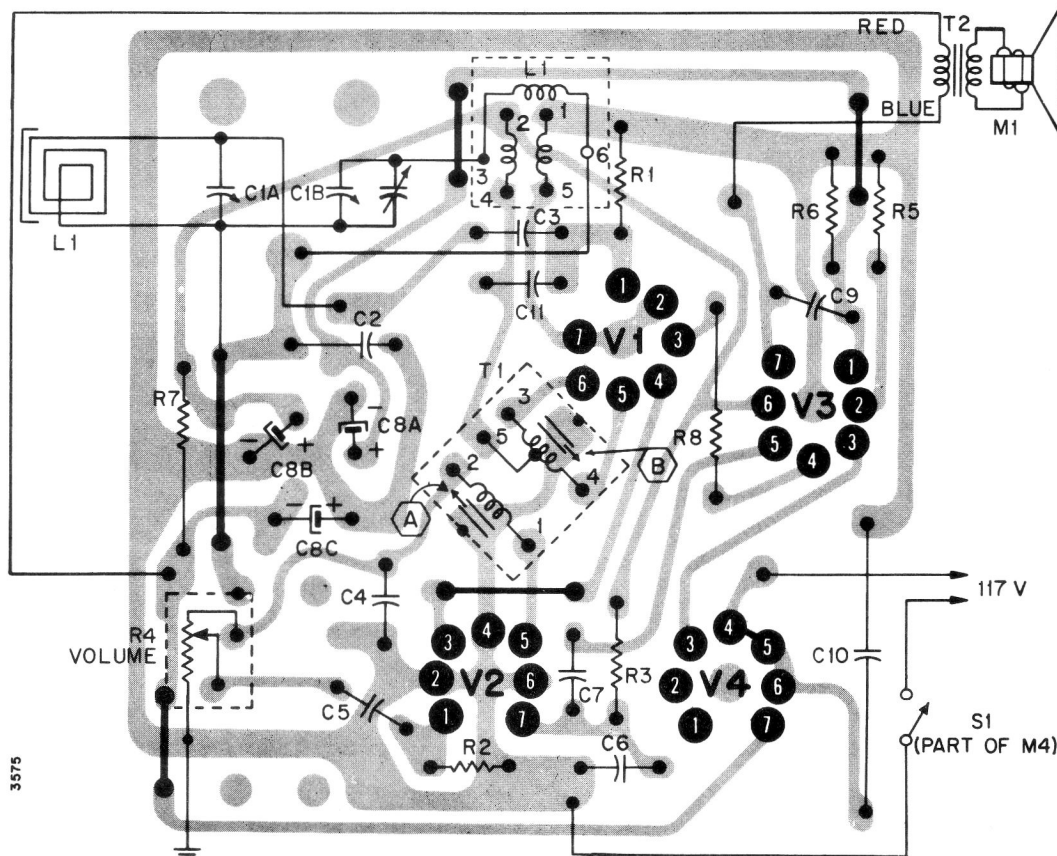 RED
T2
L1
BLUE
M1
1
2
6
3
4
5
C1A
C1B
R1
R6
R5
L1
C3
C11
C9
1
2
3
4
5
6
7
V1
C2
T1
R7
C8A
- +
C8B
- +
C8C
- +
3
5
4
2
1
A
B
R8
1
2
3
4
5
6
7
V3
C4
R4
VOLUME
C5
1
2
3
4
5
6
7
V2
R2
C7
R3
C6
1
2
3
4
5
6
7
V4
C10
117 V
S1
(PART OF M4)
3575